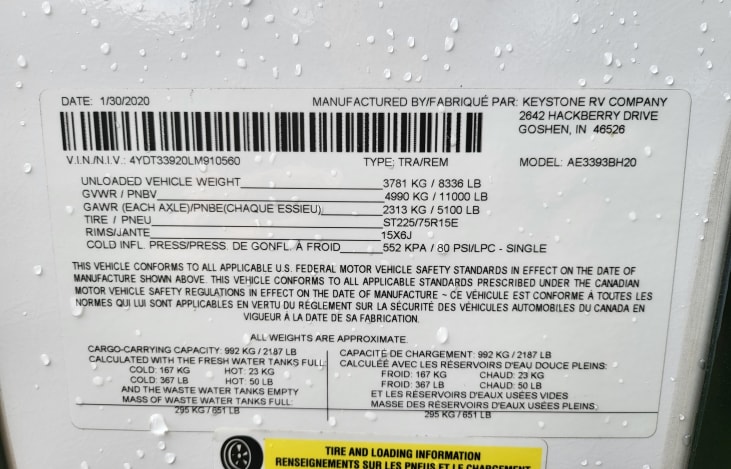 DATE: 1/30/2020 MANUFACTURED BY/FABRIQUÉ PAR: KEYSTONE RV COMPANY
2642 HACKBERRY DRIVE
GOSHEN, IN 46526
V.I.N./N.I.V.: 4YDT33920LM910560 TYPE: TRA/REM MODEL: AE3393BH20
UNLOADED VEHICLE WEIGHT 3781 KG / 8336 LB
GVWR / PNBV 4990 KG / 11000 LB
GAWR (EACH AXLE)/PNBE(CHAQUE ESSIEU) 2313 KG / 5100 LB
TIRE / PNEU ST225/75R15E
RIMS/JANTE 15X6J
COLD INFL. PRESS/PRESS. DE GONFL. À FROID 552 KPA / 80 PSI/LPC - SINGLE
THIS VEHICLE CONFORMS TO ALL APPLICABLE U.S. FEDERAL MOTOR VEHICLE SAFETY STANDARDS IN EFFECT ON THE DATE OF
MANUFACTURE SHOWN ABOVE. THIS VEHICLE CONFORMS TO ALL APPLICABLE STANDARDS PRESCRIBED UNDER THE CANADIAN
MOTOR VEHICLE SAFETY REGULATIONS IN EFFECT ON THE DATE OF MANUFACTURE ~ CE VÉHICULE EST CONFORME À TOUTES LES
NORMES QUI LUI SONT APPLICABLES EN VERTU DU RÈGLEMENT SUR LA SÉCURITÉ DES VÉHICULES AUTOMOBILES DU CANADA EN
VIGUEUR À LA DATE DE SA FABRICATION.
ALL WEIGHTS ARE APPROXIMATE.
CARGO-CARRYING CAPACITY: 992 KG / 2187 LB
CALCULATED WITH THE FRESH WATER TANKS FULL:
COLD: 167 KG HOT: 23 KG
COLD: 367 LB HOT: 50 LB
AND THE WASTE WATER TANKS EMPTY
MASS OF WASTE WATER TANKS FULL:
295 KG / 651 LB
CAPACITÉ DE CHARGEMENT: 992 KG / 2187 LB
CALCULÉE AVEC LES RÉSERVOIRS D'EAU DOUCE PLEINS:
FROID: 167 KG CHAUD: 23 KG
FROID: 367 LB CHAUD: 50 LB
ET LES RÉSERVOIRS D'EAUX USÉES VIDES
MASSE DES RÉSERVOIRS D'EAUX USÉES PLEINS:
295 KG / 651 LB
TIRE AND LOADING INFORMATION
RENSEIGNEMENTS SUR LES PNEUS ET LE CHARGEMENT